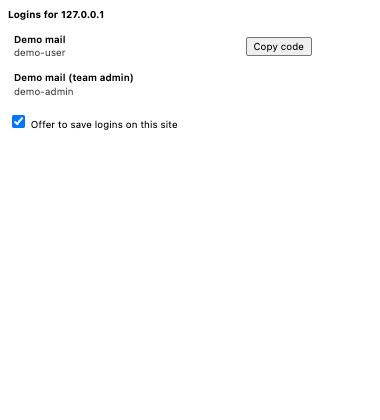 Logins for 127.0.0.1
Demo mail
demo-user
Copy code
Demo mail (team admin)
demo-admin
Offer to save logins on this site